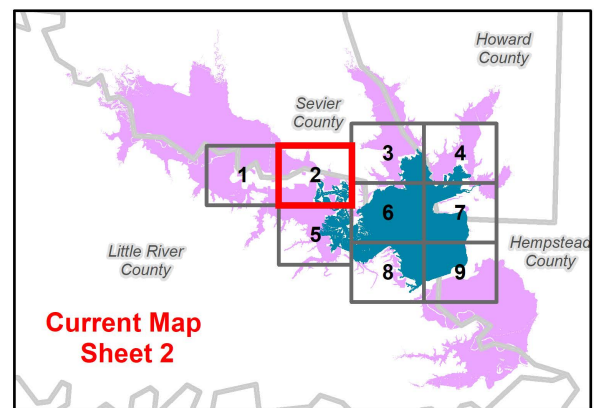 Howard
County
Sevier
County
3
4
1
2
6
7
5
Little River
County
Hempstead
County
8
9
Current Map
Sheet 2